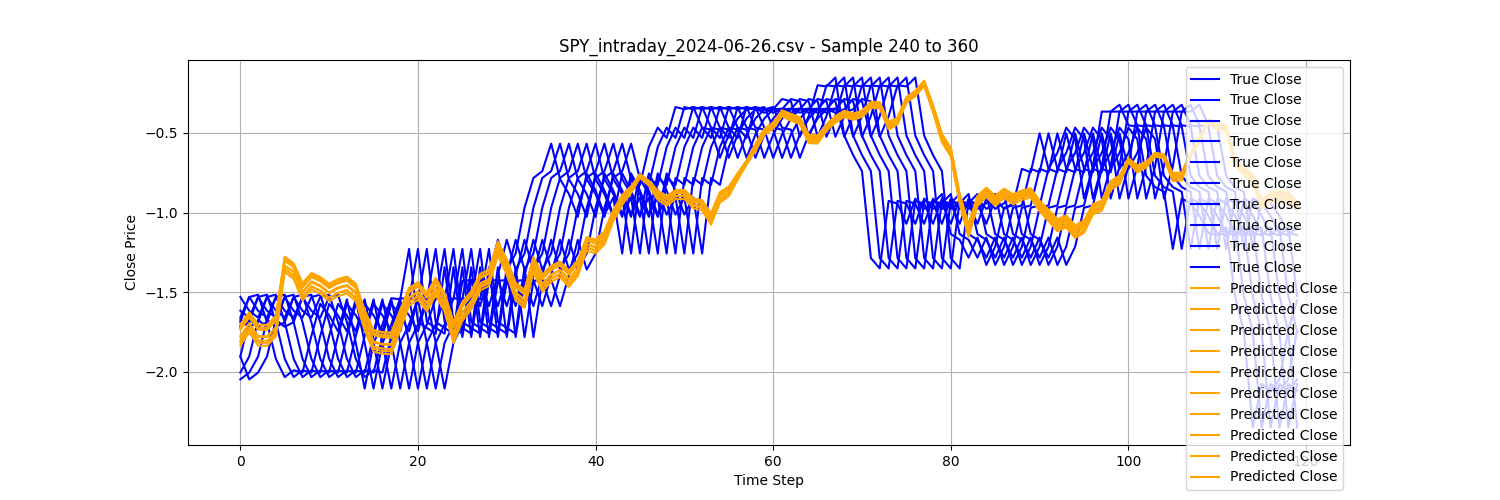 SPY_intraday_2024-06-26.csv - Sample 240 to 360
Close Price
−0.5
−1.0
−1.5
−2.0
0
20
40
60
80
100
120
Time Step
True Close
True Close
True Close
True Close
True Close
True Close
True Close
True Close
True Close
True Close
Predicted Close
Predicted Close
Predicted Close
Predicted Close
Predicted Close
Predicted Close
Predicted Close
Predicted Close
Predicted Close
Predicted Close